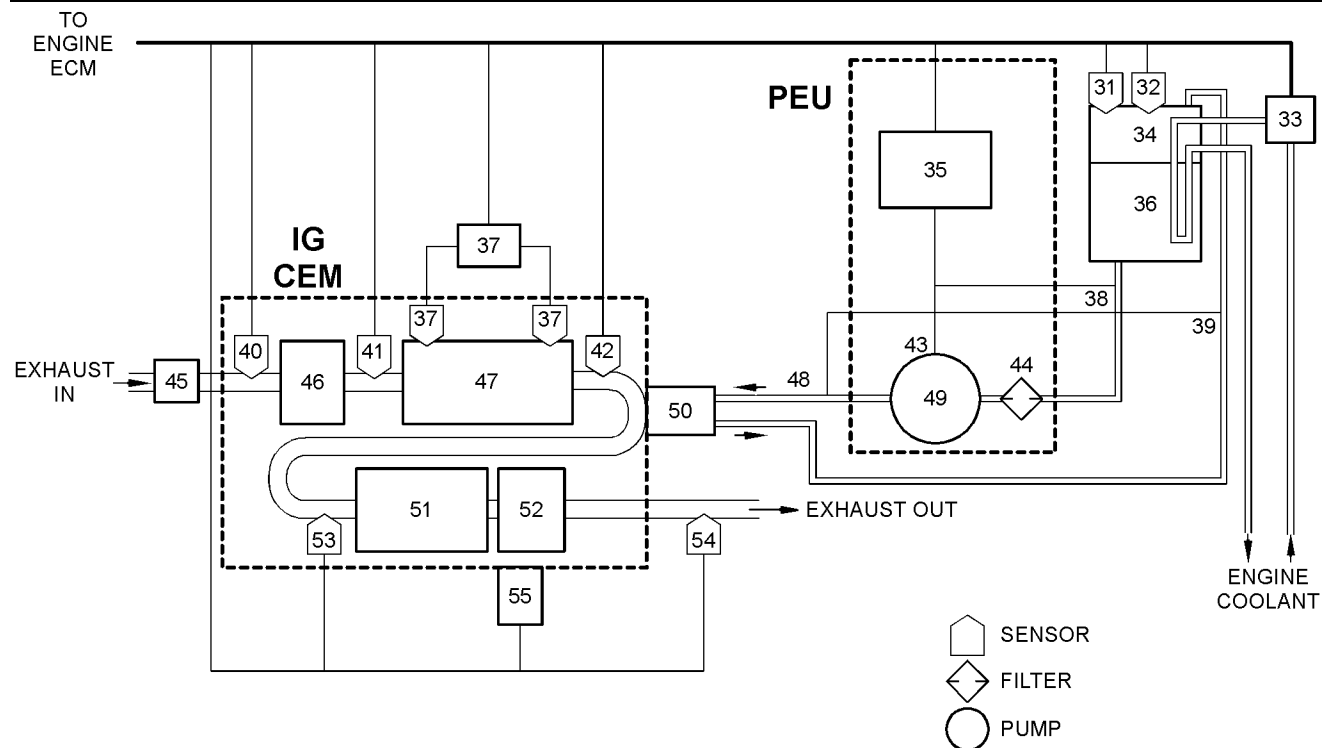 TO
ENGINE
ECM
PEU
31
32
33
34
35
36
37
IG
CEM
37
37
38
39
40
41
42
43
44
EXHAUST
IN
45
46
47
48
49
50
51
52
EXHAUST OUT
53
54
55
ENGINE
COOLANT
SENSOR
FILTER
PUMP